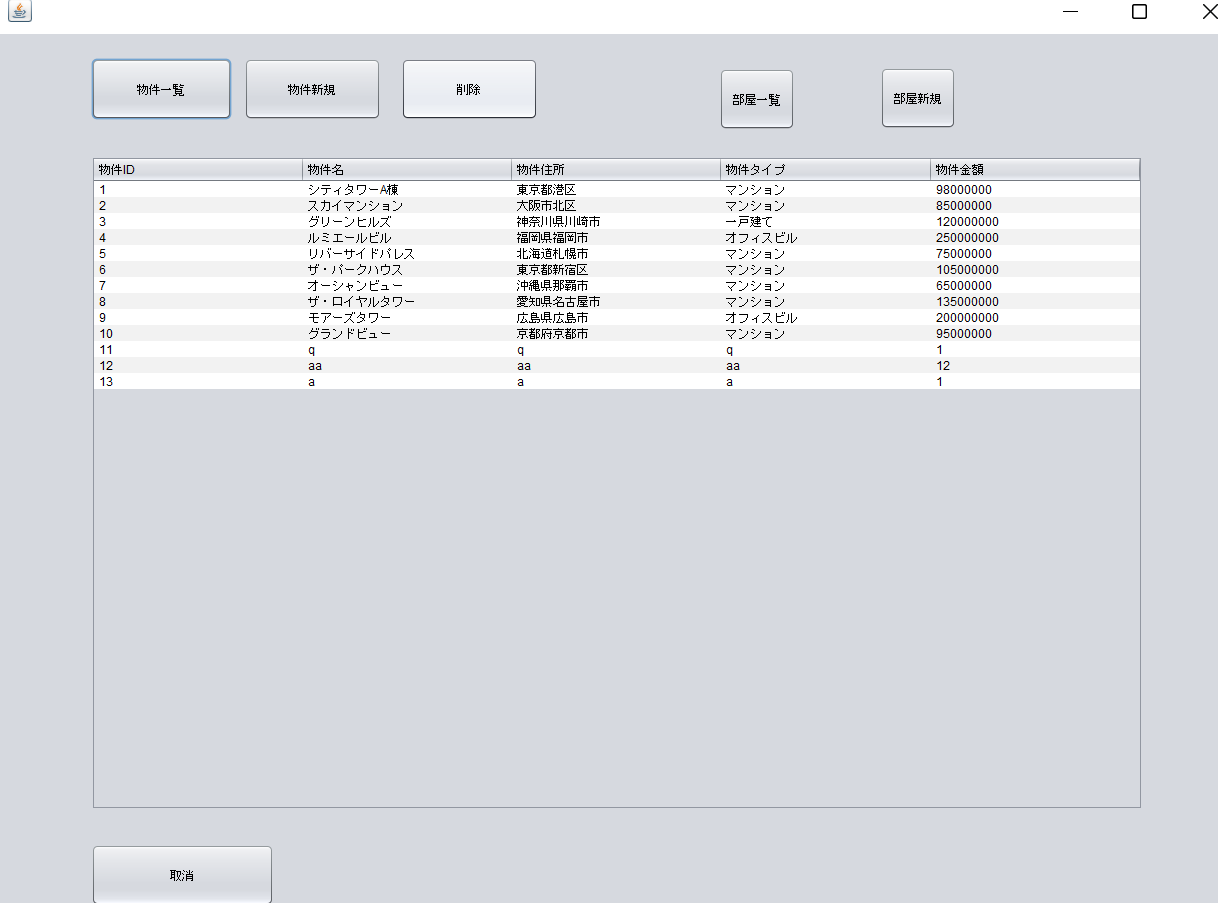 物件一覧 物件新規 削除 部屋一覧 部屋新規
物件ID 物件名 物件住所 物件タイプ 物件金額
1 シティタワーA棟 東京都港区 マンション 98000000
2 スカイマンション 大阪市北区 マンション 85000000
3 グリーンヒルズ 神奈川県川崎市 一戸建て 120000000
4 ルミエールビル 福岡県福岡市 オフィスビル 250000000
5 リバーサイドパレス 北海道札幌市 マンション 75000000
6 ザ・パークハウス 東京都新宿区 マンション 105000000
7 オーシャンビュー 沖縄県那覇市 マンション 65000000
8 ザ・ロイヤルタワー 愛知県名古屋市 マンション 135000000
9 モアーズタワー 広島県広島市 オフィスビル 200000000
10 グランドビュー 京都府京都市 マンション 95000000
11 q q q 1
12 aa aa aa 12
13 a a a 1
取消